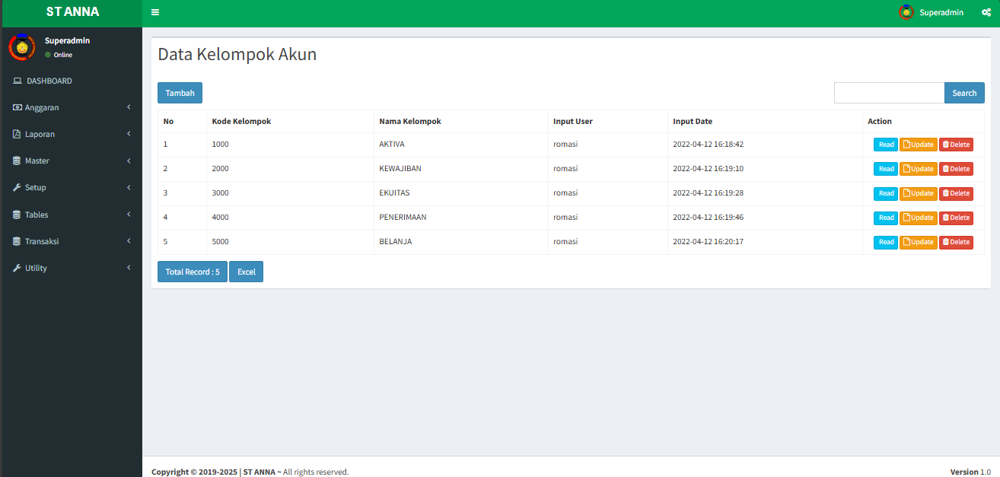 ST ANNA
Superadmin
Superadmin
Online
DASHBOARD
Anggaran
Laporan
Master
Setup
Tables
Transaksi
Utility
Data Kelompok Akun
Tambah
Search
No Kode Kelompok Nama Kelompok Input User Input Date Action
1 1000 AKTIVA romasi 2022-04-12 16:18:42 Read Update Delete
2 2000 KEWAJIBAN romasi 2022-04-12 16:19:10 Read Update Delete
3 3000 EKUITAS romasi 2022-04-12 16:19:28 Read Update Delete
4 4000 PENERIMAAN romasi 2022-04-12 16:19:46 Read Update Delete
5 5000 BELANJA romasi 2022-04-12 16:20:17 Read Update Delete
Total Record : 5 Excel
Copyright © 2019-2025 | ST ANNA ~ All rights reserved.
Version 1.0